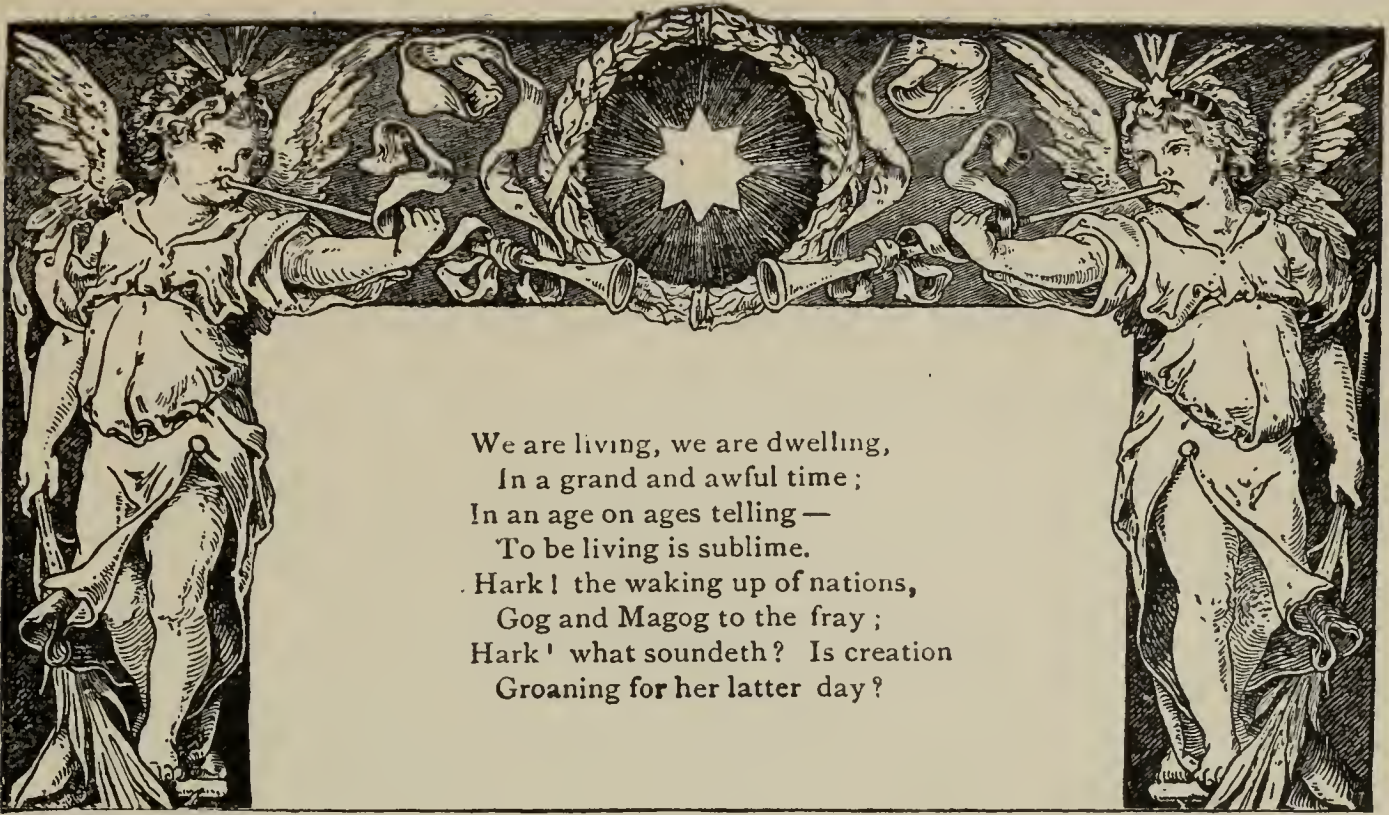 We are living, we are dwelling,
In a grand and awful time ;
In an age on ages telling —
To be living is sublime.
Hark ! the waking up of nations,
Gog and Magog to the fray ;
Hark ! what soundeth ? Is creation
Groaning for her latter day ?